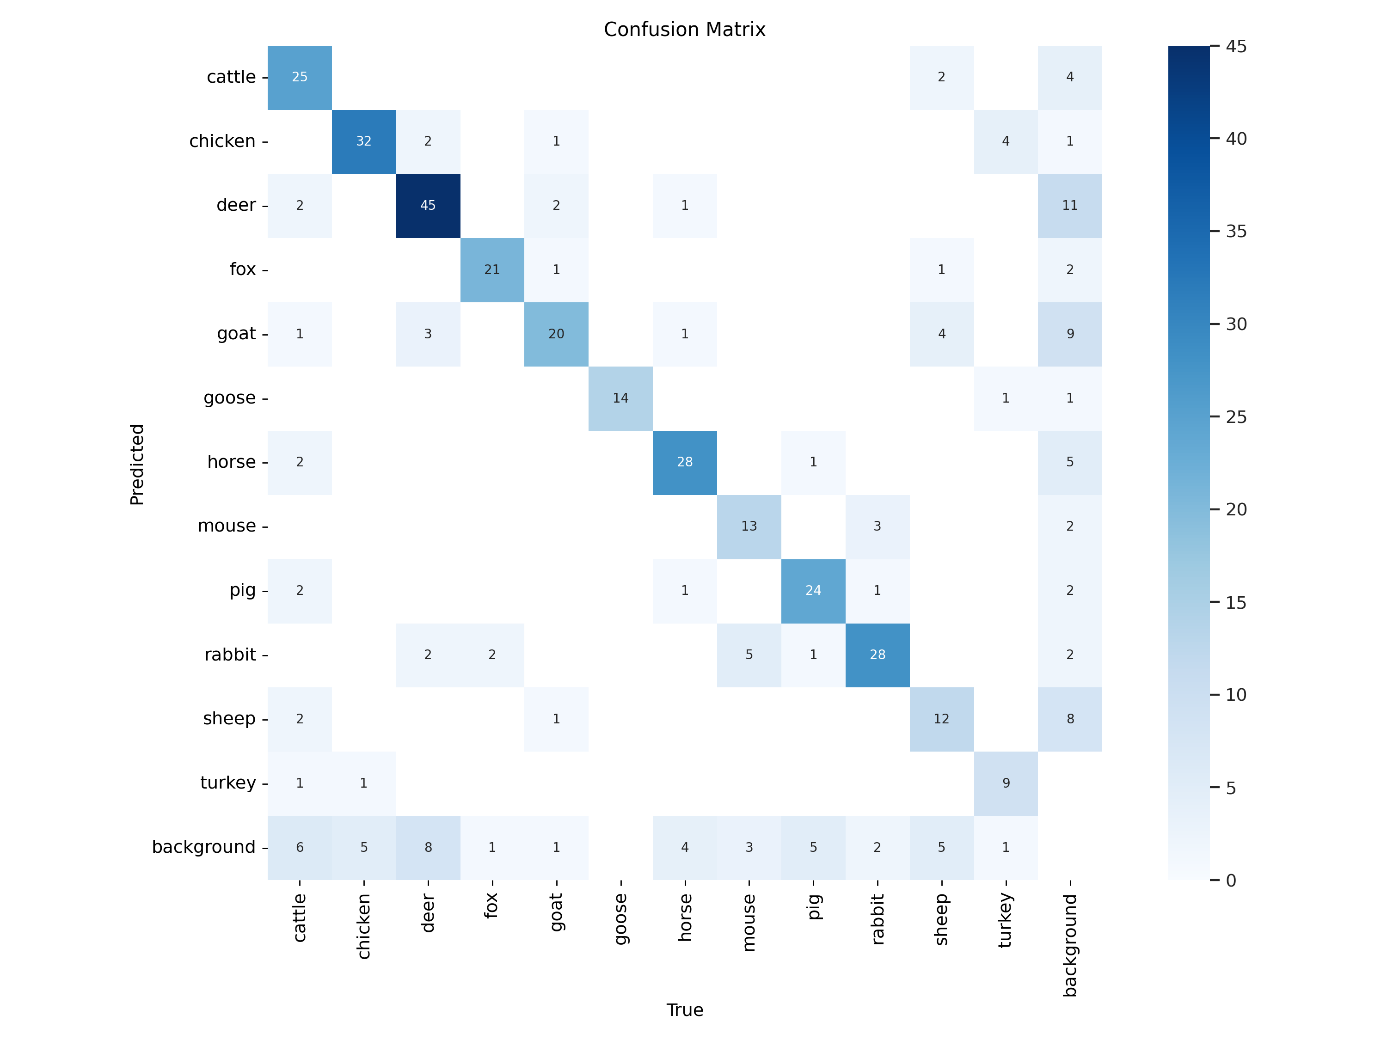 Confusion Matrix
cattle 25 2 4
chicken 32 2 1 4 1
deer 2 45 2 1 11
fox 21 1 1 2
goat 1 3 20 1 4 9
goose 14 1 1
horse 2 28 1 5
mouse 13 3 2
pig 2 1 24 1 2
rabbit 2 2 5 1 28 2
sheep 2 1 12 8
turkey 1 1 9
background 6 5 8 1 1 4 3 5 2 5 1
cattle chicken deer fox goat goose horse mouse pig rabbit sheep turkey background
True
Predicted
45
40
35
30
25
20
15
10
5
0